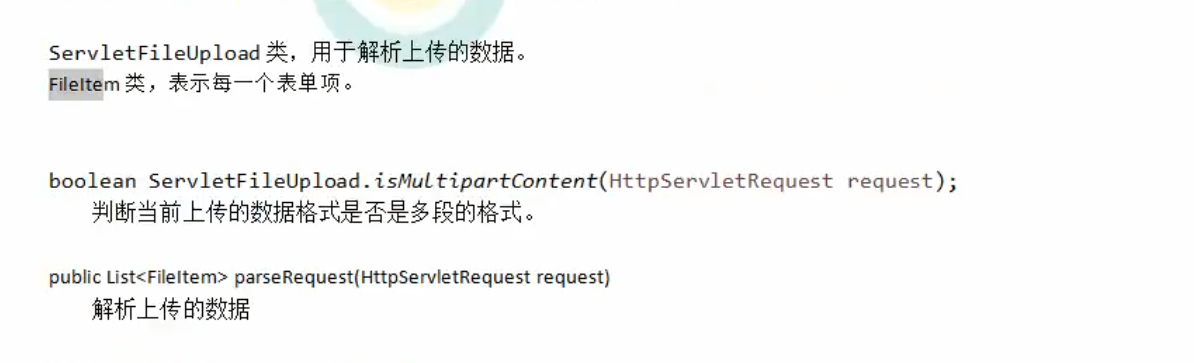 ServletFileUpload 类，用于解析上传的数据。
FileItem 类，表示每一个表单项。
boolean ServletFileUpload.isMultipartContent(HttpServletRequest request);
判断当前上传的数据格式是否是多段的格式。
public List<FileItem> parseRequest(HttpServletRequest request)
解析上传的数据